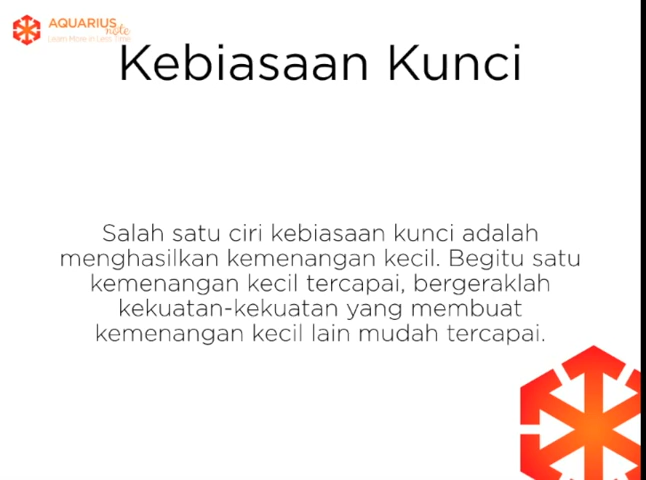 AQUARIUS
note
Learn More in Less Time
Kebiasaan Kunci
Salah satu ciri kebiasaan kunci adalah
menghasilkan kemenangan kecil. Begitu satu
kemenangan kecil tercapai, bergeraklah
kekuatan-kekuatan yang membuat
kemenangan kecil lain mudah tercapai.